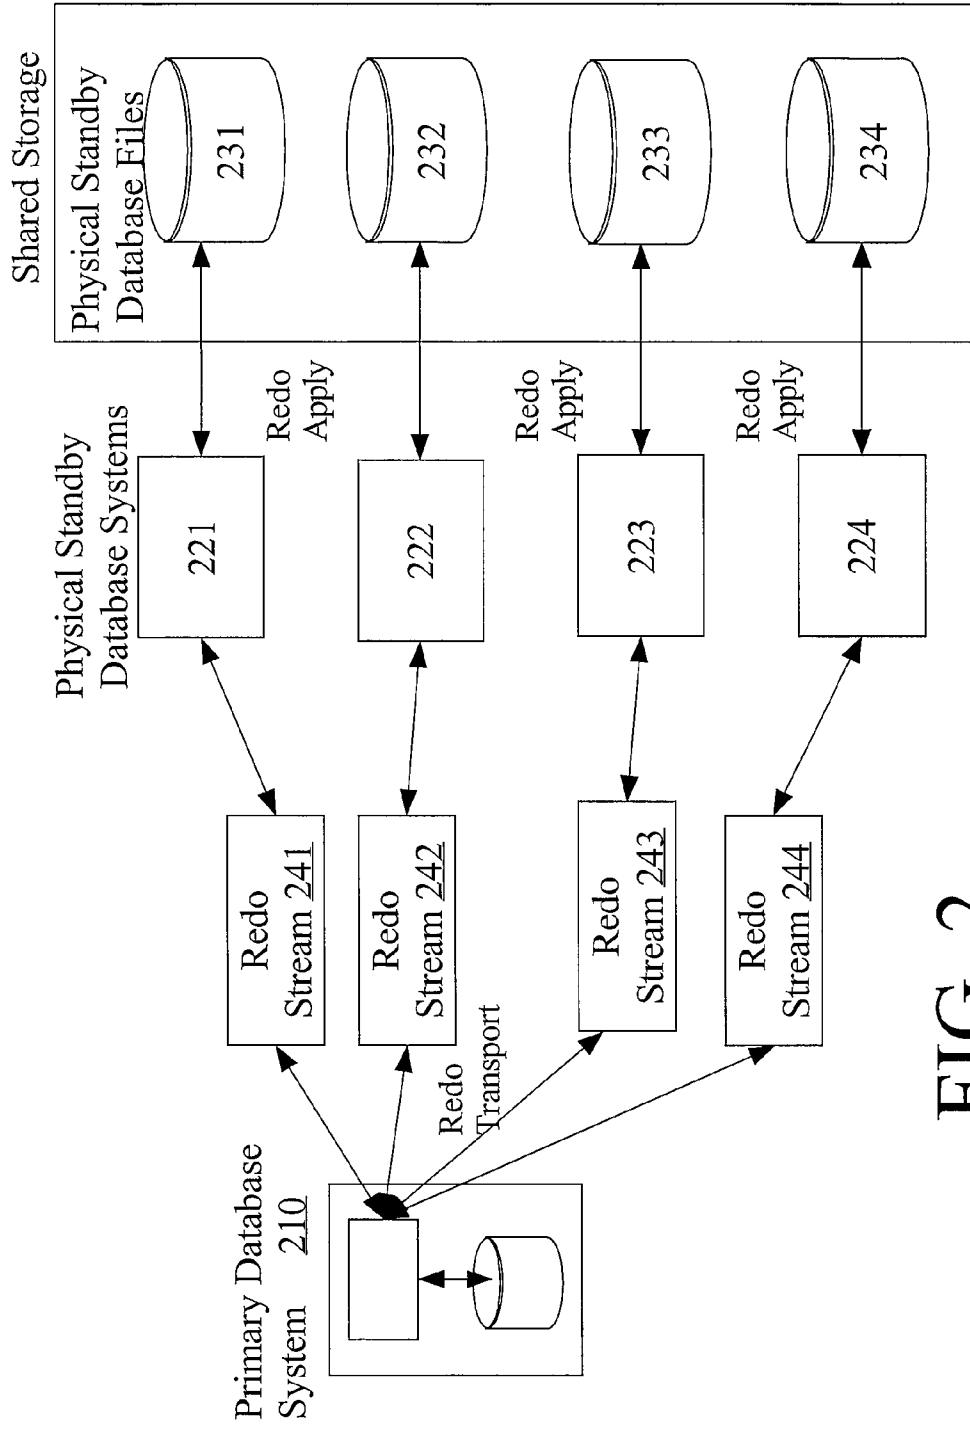 Shared Storage
Physical Standby
Database Files
231
232
233
234
Redo
Apply
Redo
Apply
Redo
Apply
Physical Standby
Database Systems
221
222
223
224
Redo
Stream 241
Redo
Stream 242
Redo
Stream 243
Redo
Stream 244
Redo
Transport
Primary Database
System 210
FIG. 2